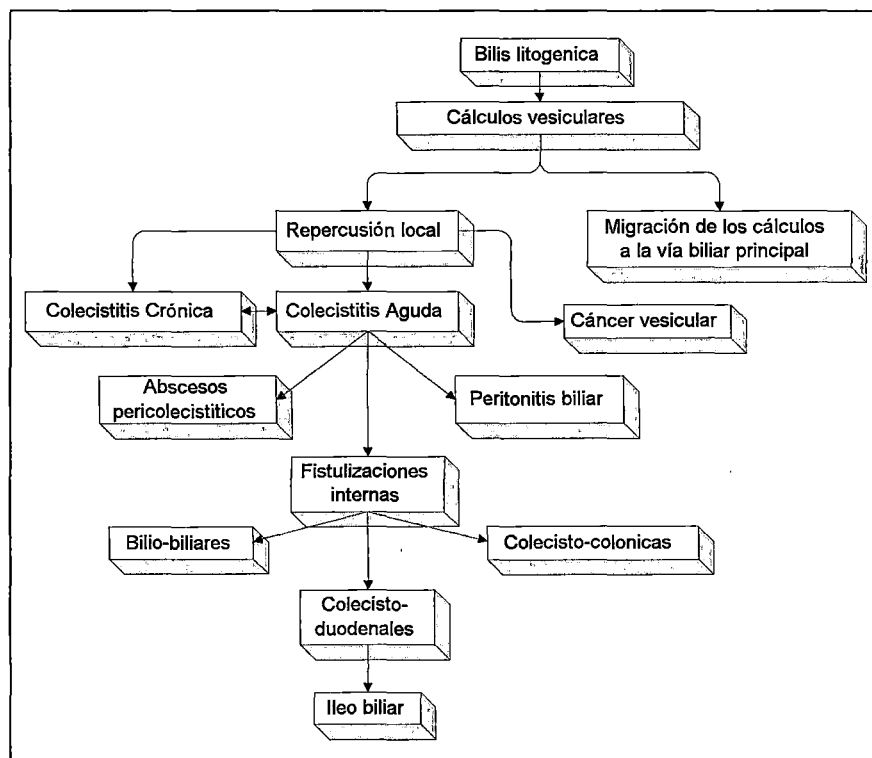 Bilis litogenica
Cálculos vesiculares
Repercusión local
Migración de los cálculos
a la vía biliar principal
Colecistitis Crónica
Colecistitis Aguda
Cáncer vesicular
Abscesos
pericolecistiticos
Peritonitis biliar
Fistulizaciones
internas
Bilio-biliares
Colecisto-colonicas
Colecisto-
duodenales
Ileo biliar